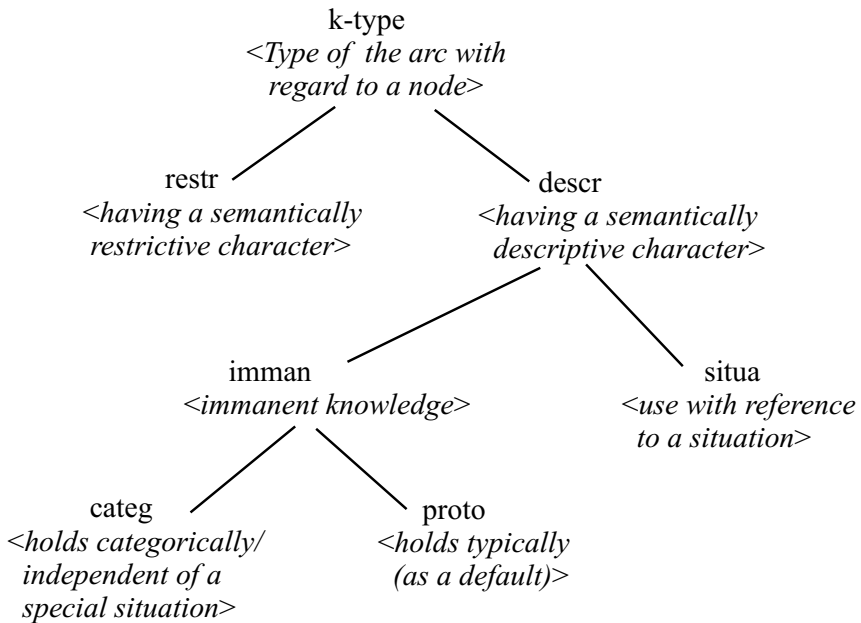 k-type
<Type of the arc with
regard to a node>
restr
<having a semantically
restrictive character>
descr
<having a semantically
descriptive character>
imman
<immanent knowledge>
situa
<use with reference
to a situation>
categ
<holds categorically/
independent of a
special situation>
proto
<holds typically
(as a default)>